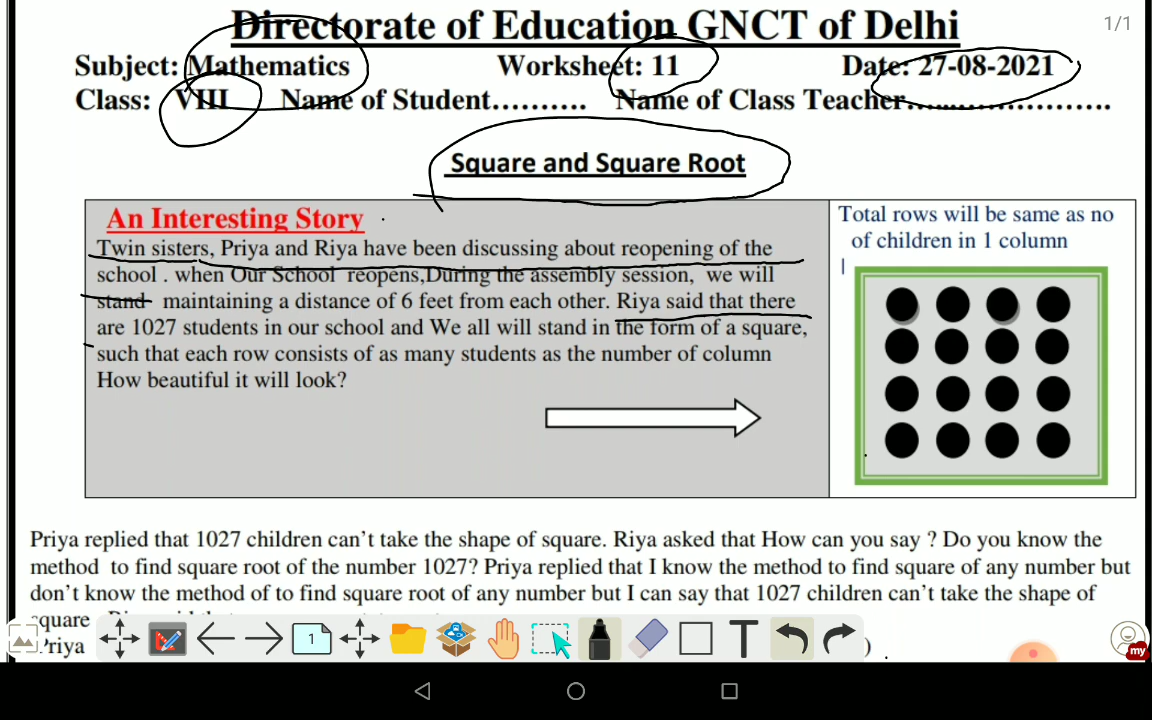 Directorate of Education GNCT of Delhi
1/1
Subject: Mathematics Worksheet: 11 Date: 27-08-2021
Class: VIII Name of Student.......... Name of Class Teacher......................
Square and Square Root
An Interesting Story
Twin sisters, Priya and Riya have been discussing about reopening of the
school . when Our School reopens,During the assembly session, we will
stand maintaining a distance of 6 feet from each other. Riya said that there
are 1027 students in our school and We all will stand in the form of a square,
such that each row consists of as many students as the number of column
How beautiful it will look?
Total rows will be same as no
of children in 1 column
Priya replied that 1027 children can't take the shape of square. Riya asked that How can you say ? Do you know the
method to find square root of the number 1027? Priya replied that I know the method to find square of any number but
don't know the method of to find square root of any number but I can say that 1027 children can't take the shape of
square
Priya )
1
T
my